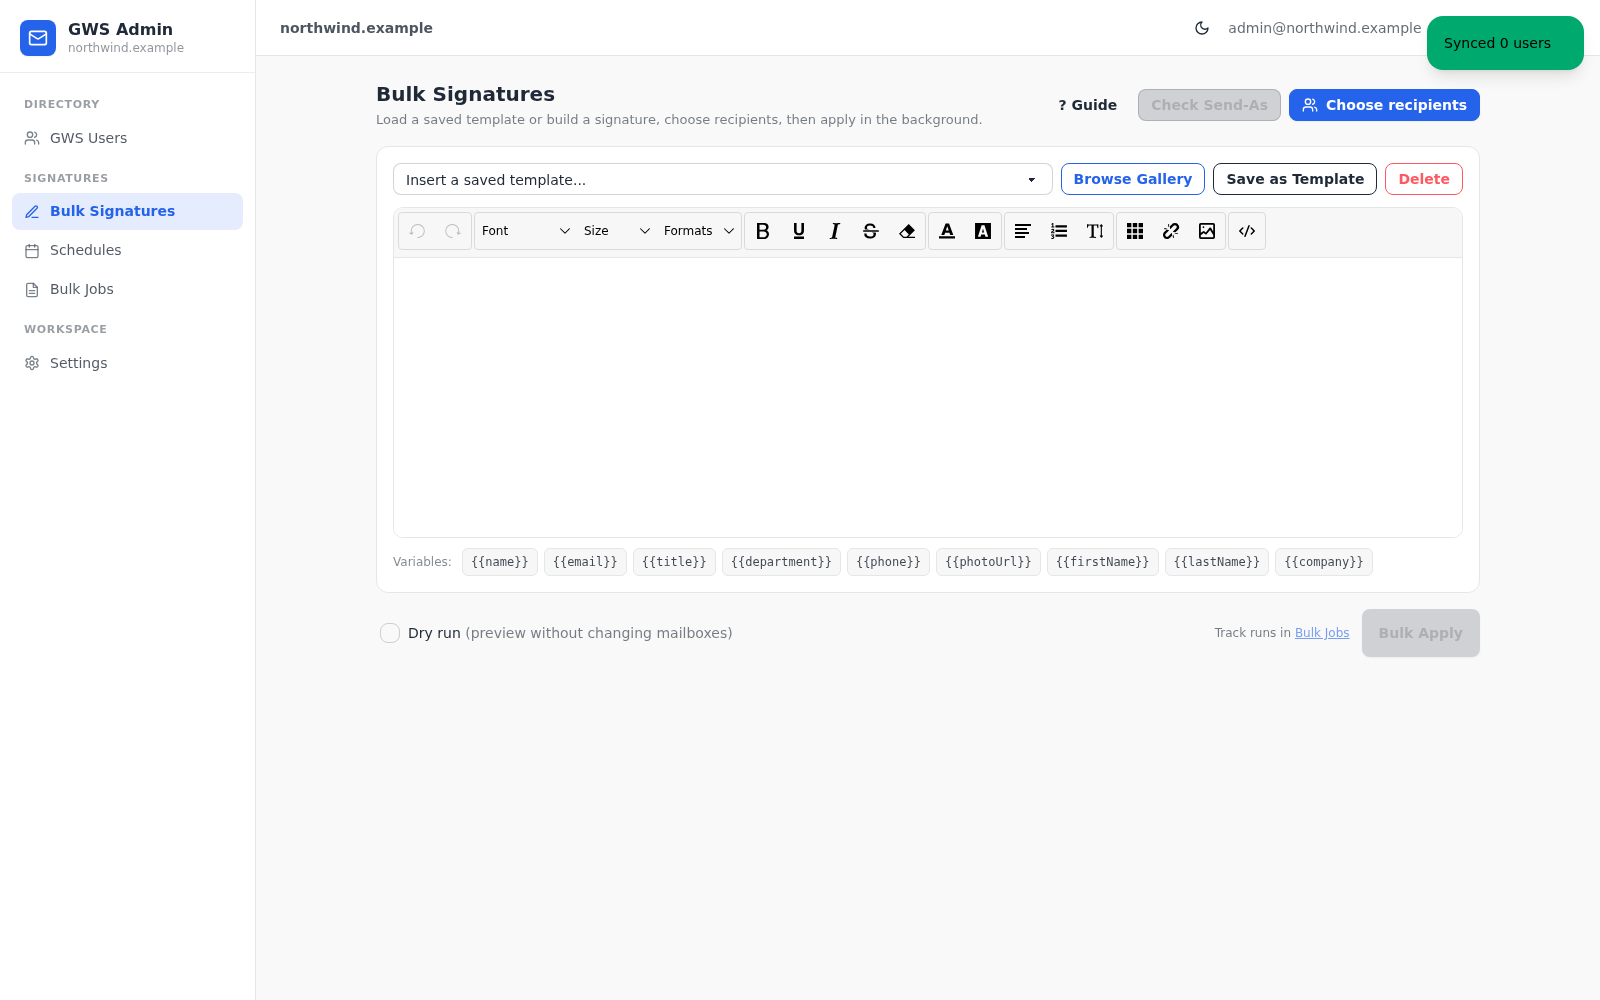 GWS Admin
northwind.example
DIRECTORY
GWS Users
SIGNATURES
Bulk Signatures
Schedules
Bulk Jobs
WORKSPACE
Settings
northwind.example
admin@northwind.example
Synced 0 users
Bulk Signatures
Load a saved template or build a signature, choose recipients, then apply in the background.
? Guide
Check Send-As
Choose recipients
Insert a saved template...
Browse Gallery
Save as Template
Delete
Font
Size
Formats
Variables: {{name}} {{email}} {{title}} {{department}} {{phone}} {{photoUrl}} {{firstName}} {{lastName}} {{company}}
Dry run (preview without changing mailboxes)
Track runs in Bulk Jobs
Bulk Apply